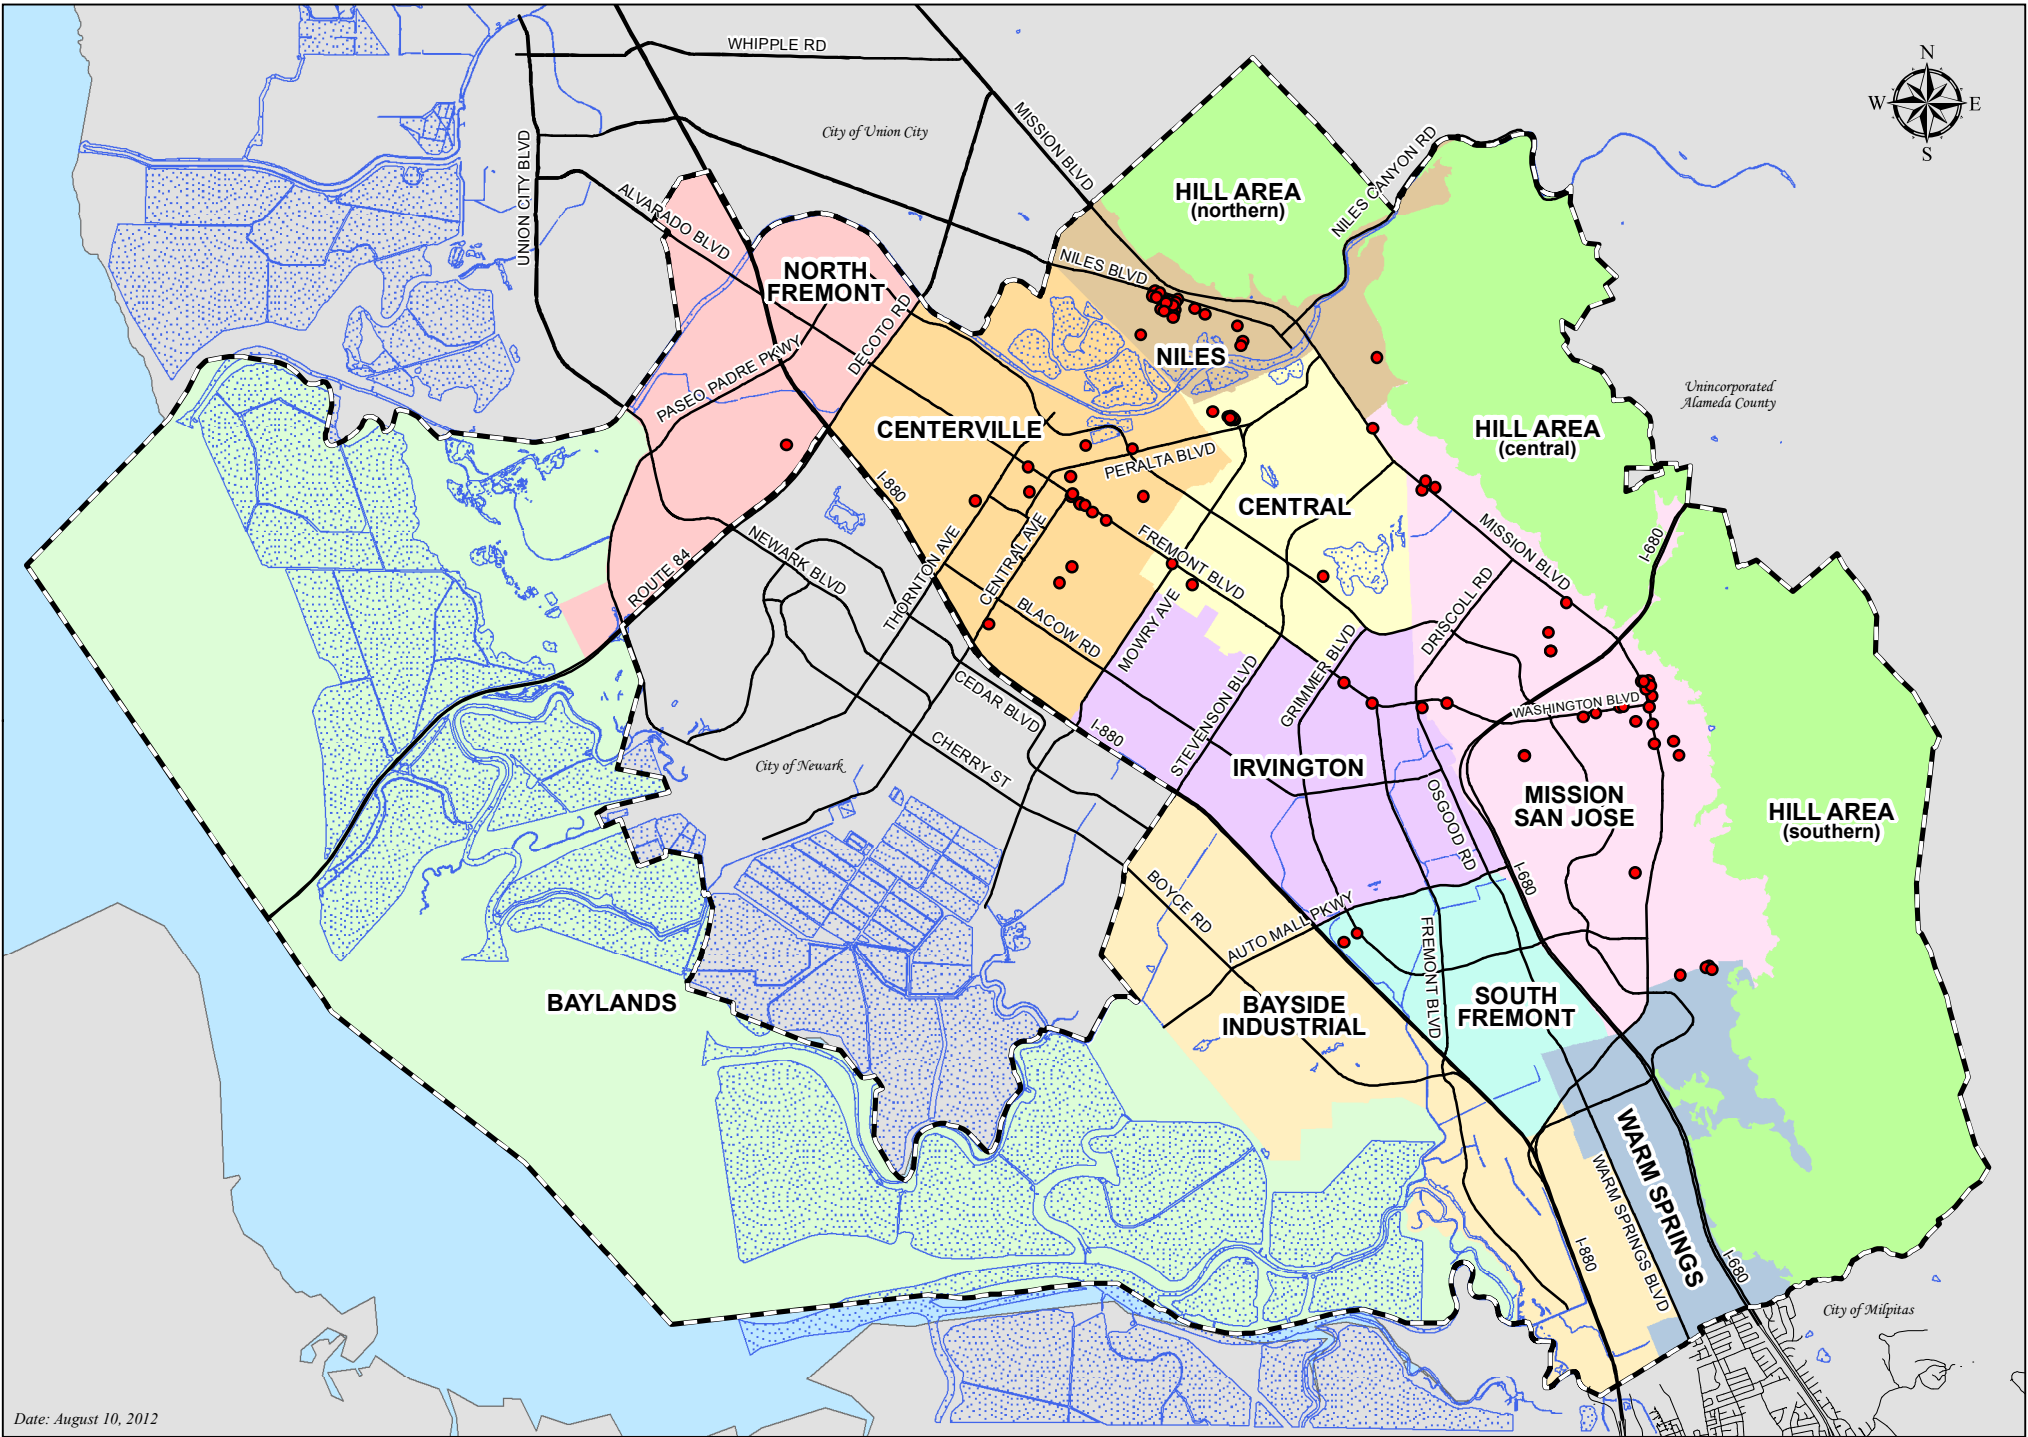 WHIPPLE RD
N
W
E
S
MISSION BLVD
City of Union City
UNION CITY BLVD
NILES CANYON RD
ALVARADO BLVD
HILL AREA
(northern)
NILES BLVD
NORTH
FREMONT
DECOTO RD
PASEO PADRE PKWY
NILES
Unincorporated
Alameda County
CENTERVILLE
HILL AREA
(central)
PERALTA BLVD
I-880
CENTRAL
MISSION BLVD
I-680
NEWARK BLVD
THORNTON AVE
CENTRAL AVE
FREMONT BLVD
ROUTE 84
BLACOW RD
MOWRY AVE
DRISCOLL RD
GRIMMER BLVD
STEVENSON BLVD
CEDAR BLVD
WASHINGTON BLVD
I-880
CHERRY ST
City of Newark
IRVINGTON
OSGOOD RD
MISSION
SAN JOSE
HILL AREA
(southern)
I-680
BOYCE RD
AUTO MALL PKWY
FREMONT BLVD
BAYLANDS
BAYSIDE
INDUSTRIAL
SOUTH
FREMONT
WARM SPRINGS
WARM SPRINGS BLVD
I-880
I-680
City of Milpitas
Date: August 10, 2012